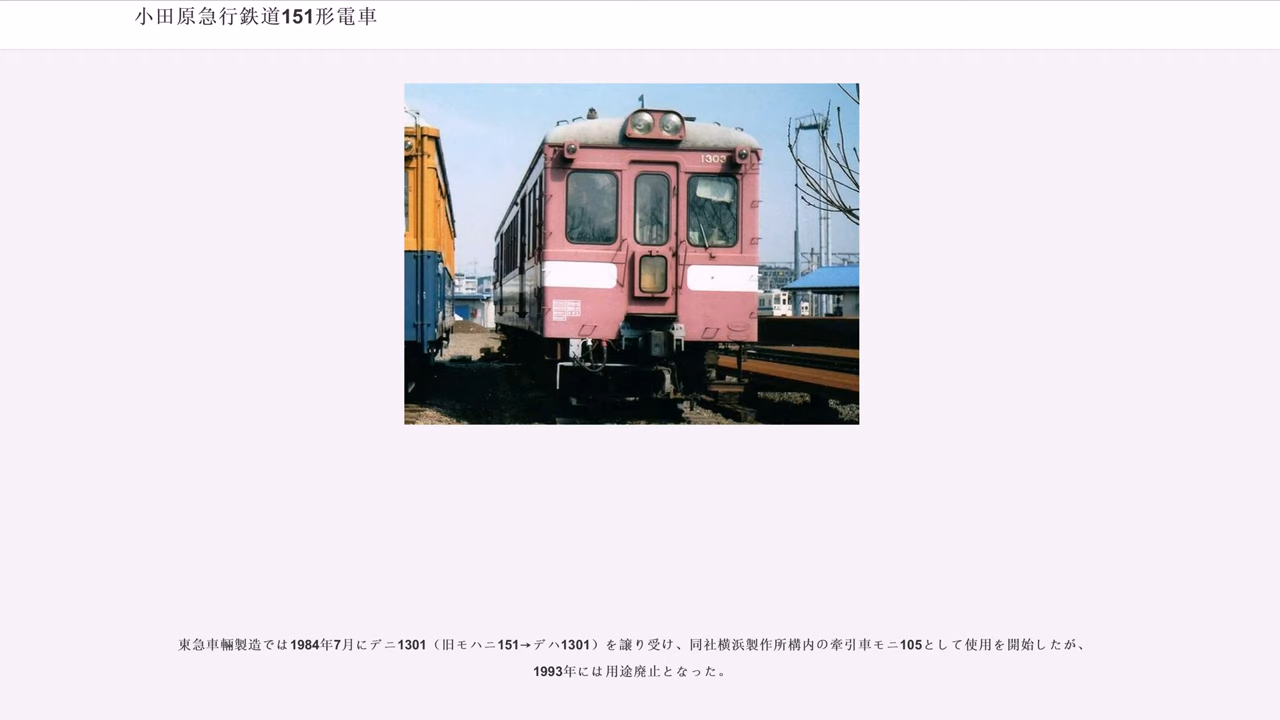 小田原急行鉄道151形電車
1303
東急車輛製造では1984年7月にデニ1301（旧モハニ151→デハ1301）を譲り受け、同社横浜製作所構内の牽引車モニ105として使用を開始したが、
1993年には用途廃止となった。